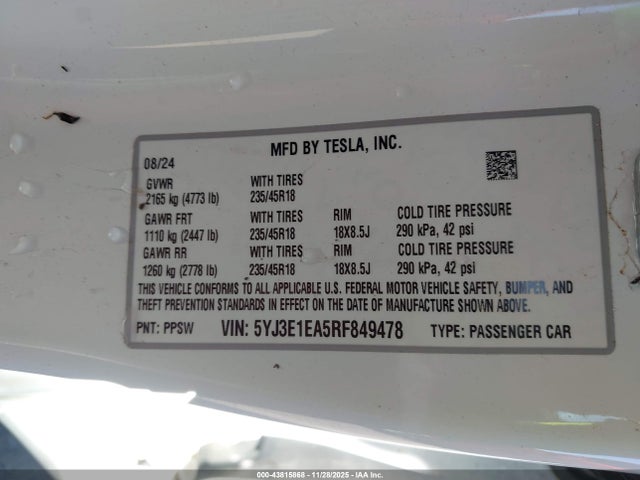 MFD BY TESLA, INC.
08/24
GVWR WITH TIRES
2165 kg (4773 lb) 235/45R18
GAWR FRT WITH TIRES RIM COLD TIRE PRESSURE
1110 kg (2447 lb) 235/45R18 18X8.5J 290 kPa, 42 psi
GAWR RR WITH TIRES RIM COLD TIRE PRESSURE
1260 kg (2778 lb) 235/45R18 18X8.5J 290 kPa, 42 psi
THIS VEHICLE CONFORMS TO ALL APPLICABLE U.S. FEDERAL MOTOR VEHICLE SAFETY, BUMPER, AND
THEFT PREVENTION STANDARDS IN EFFECT ON THE DATE OF MANUFACTURE SHOWN ABOVE.
PNT: PPSW VIN: 5YJ3E1EA5RF849478 TYPE: PASSENGER CAR
000-43815868 - 11/28/2025 - IAAI Inc.